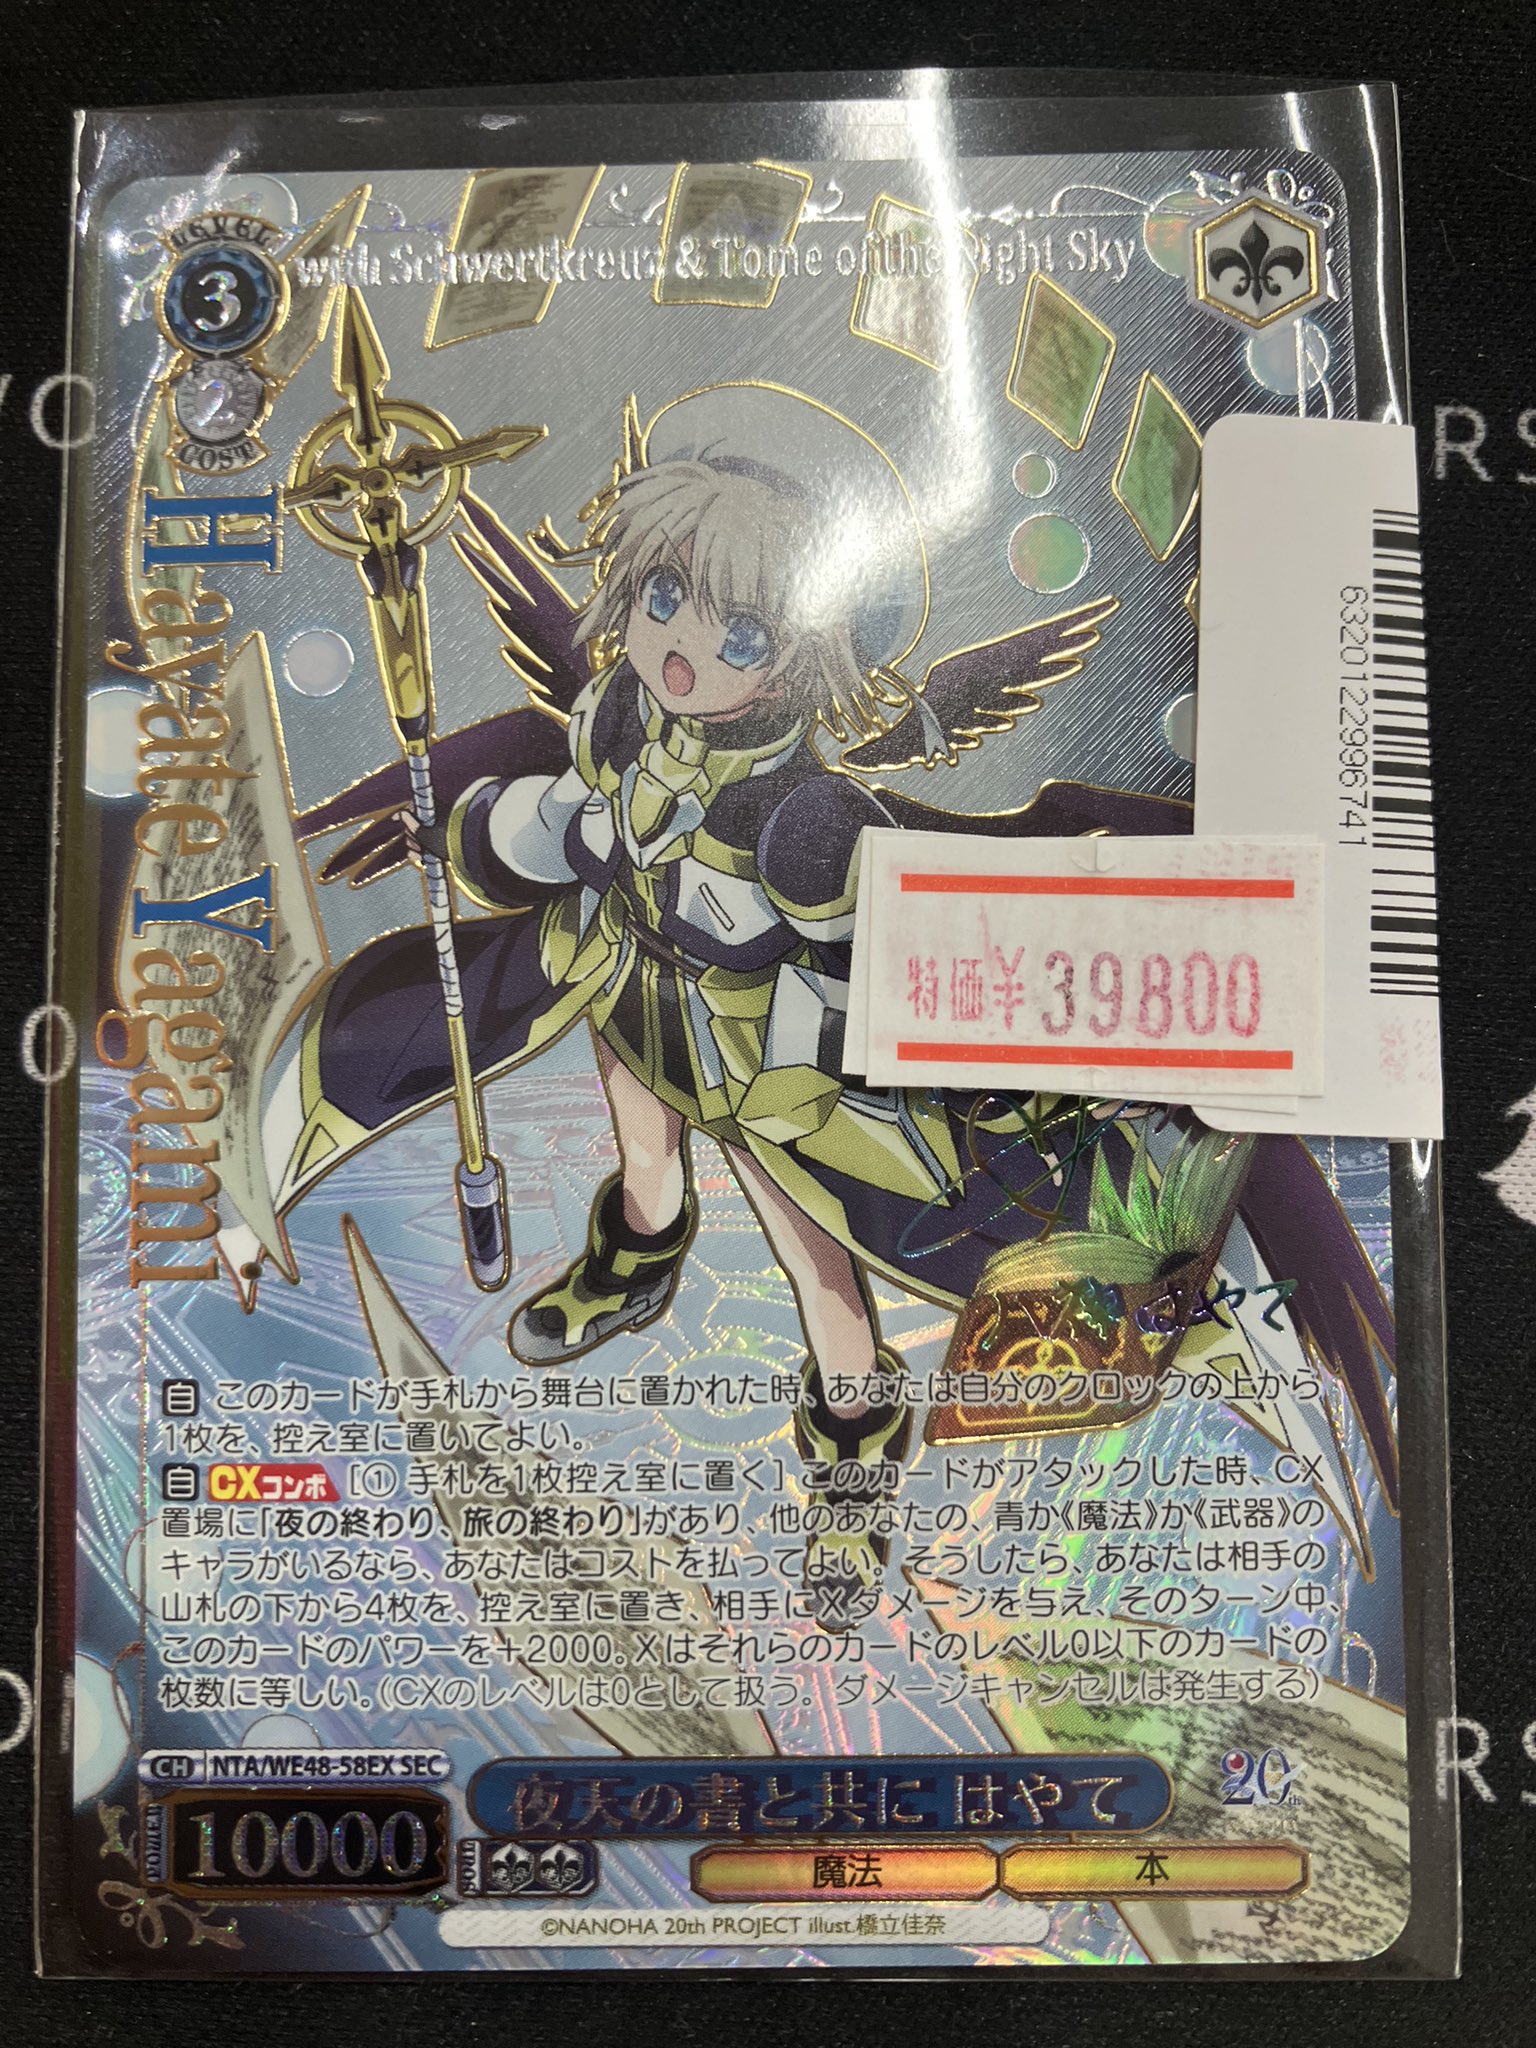 with Schwertkreuz & Tome of the Night Sky
LEVEL
3
2
COST
Hayate Yagami
6320122996741
特価 ¥39800
はやて
自 このカードが手札から舞台に置かれた時、あなたは自分のクロックの上から
1枚を、控え室に置いてよい。
自 CXコンボ [① 手札を1枚控え室に置く] このカードがアタックした時、CX
置場に「夜の終わり、旅の終わり」があり、他のあなたの、青か《魔法》か《武器》の
キャラがいるなら、あなたはコストを払ってよい。そうしたら、あなたは相手の
山札の下から4枚を、控え室に置き、相手にXダメージを与え、そのターン中、
このカードのパワーを+2000。Xはそれらのカードのレベル0以下のカードの
枚数に等しい。(CXのレベルは0として扱う。ダメージキャンセルは発生する)
CH NTA/WE48-58EX SEC
夜天の書と共に はやて
20th
POWER
10000
SOUL
魔法
本
©NANOHA 20th PROJECT illust.橋立佳奈